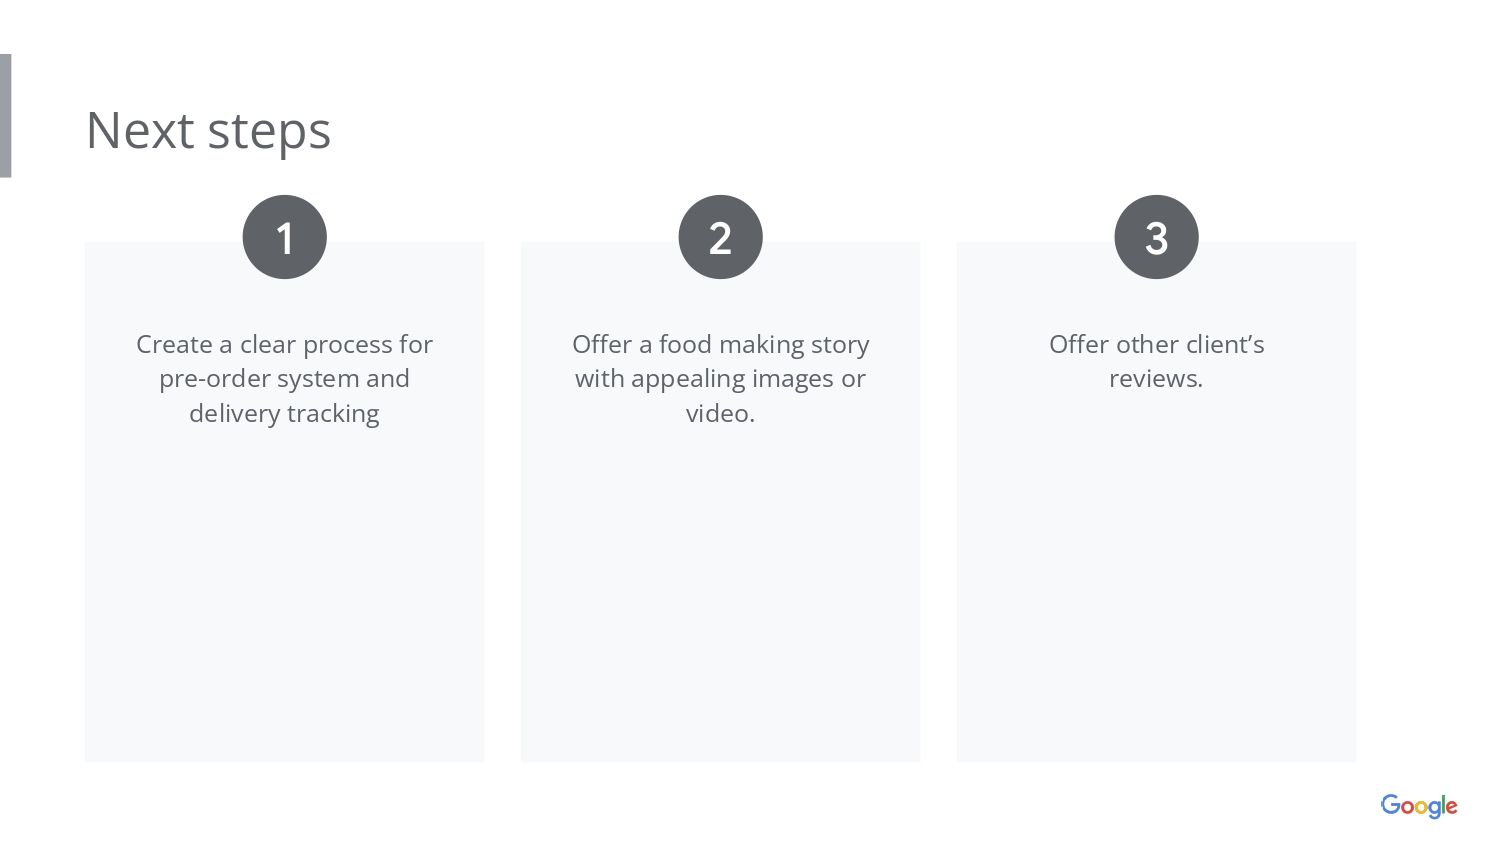 Next steps
1
Create a clear process for
pre-order system and
delivery tracking
2
Offer a food making story
with appealing images or
video.
3
Offer other client’s
reviews.
Google